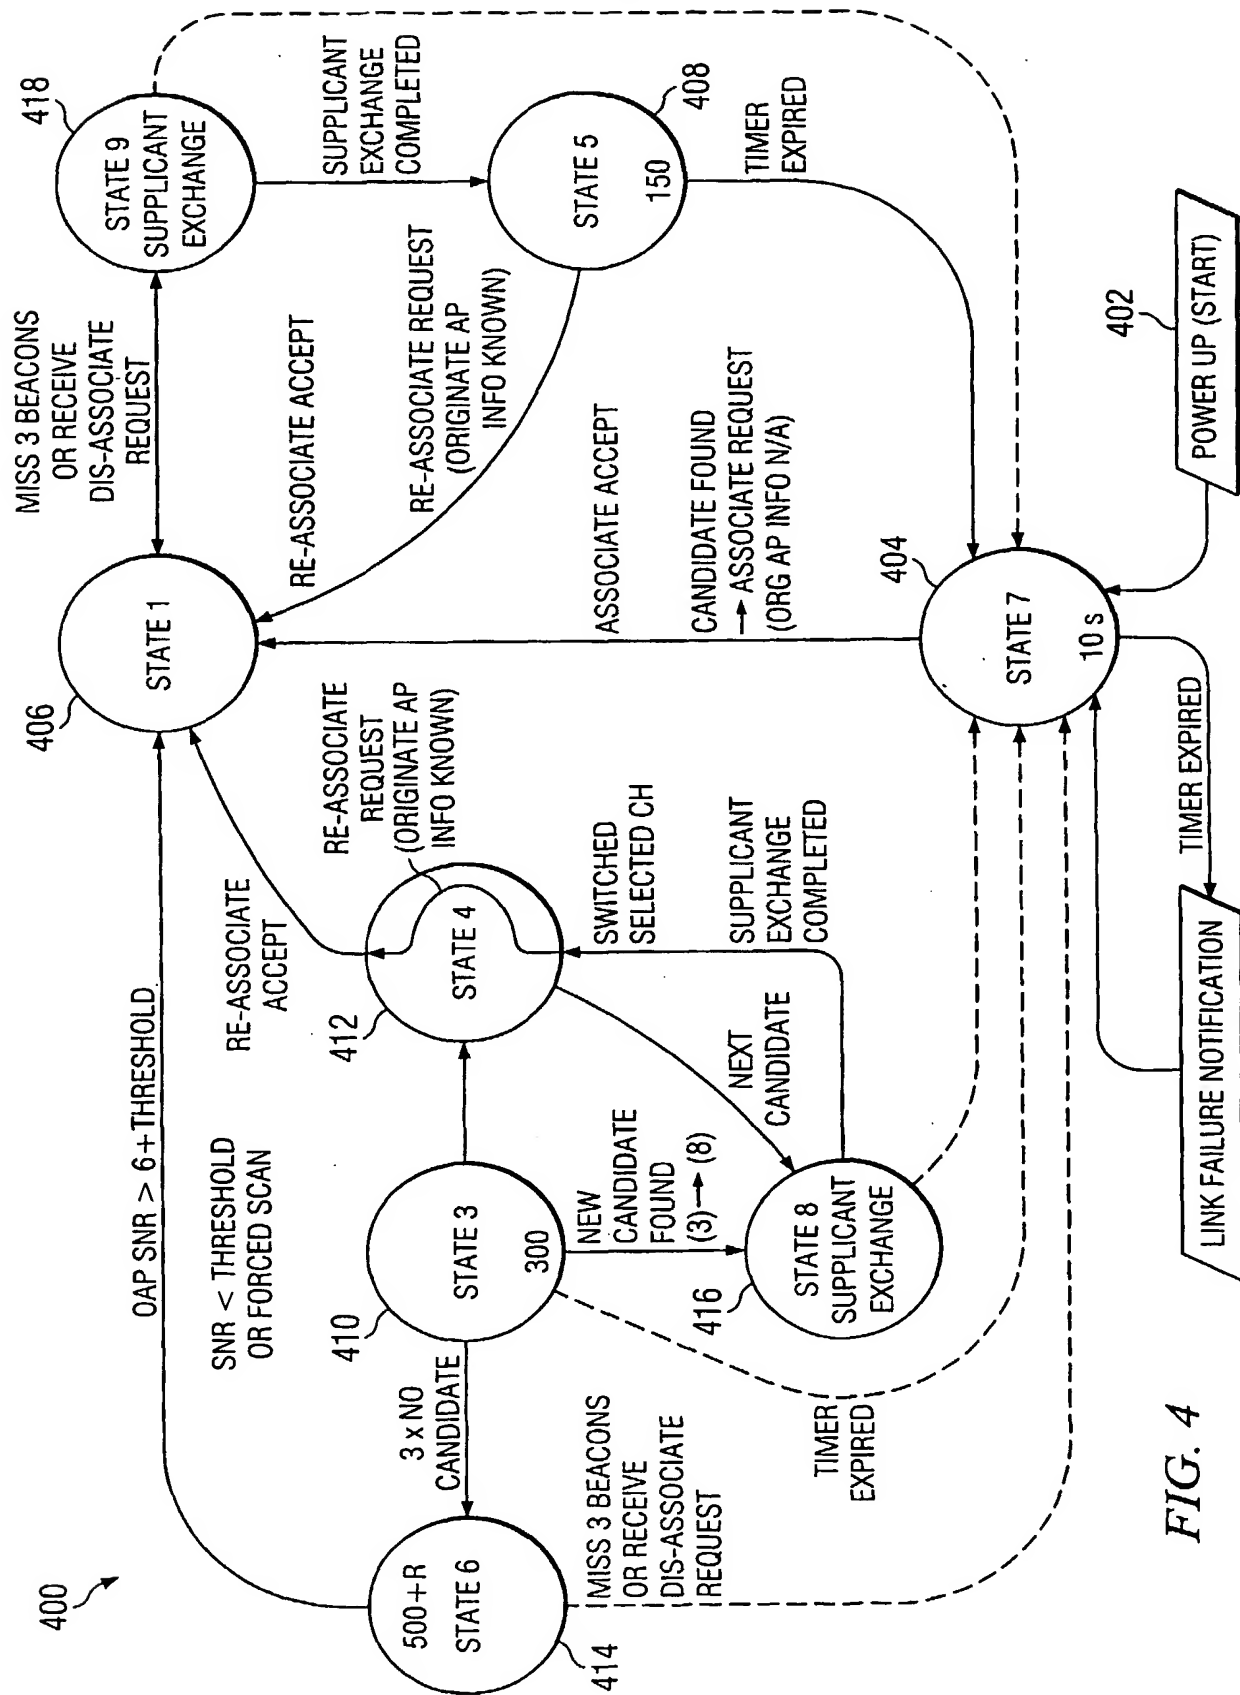 400
414
500+R
STATE 6
OAP SNR > 6+THRESHOLD
SNR < THRESHOLD
OR FORCED SCAN
3 x NO
CANDIDATE
MISS 3 BEACONS
OR RECEIVE
DIS-ASSOCIATE
REQUEST
410
STATE 3
300
NEW
CANDIDATE
FOUND
(3)→(8)
TIMER
EXPIRED
416
STATE 8
SUPPLICANT
EXCHANGE
412
STATE 4
RE-ASSOCIATE
ACCEPT
RE-ASSOCIATE
REQUEST
(ORIGINATE AP
INFO KNOWN)
NEXT
CANDIDATE
SWITCHED
SELECTED CH
SUPPLICANT
EXCHANGE
COMPLETED
406
STATE 1
MISS 3 BEACONS
OR RECEIVE
DIS-ASSOCIATE
REQUEST
RE-ASSOCIATE ACCEPT
RE-ASSOCIATE REQUEST
(ORIGINATE AP
INFO KNOWN)
ASSOCIATE ACCEPT
CANDIDATE FOUND
→ ASSOCIATE REQUEST
(ORG AP INFO N/A)
418
STATE 9
SUPPLICANT
EXCHANGE
SUPPLICANT
EXCHANGE
COMPLETED
408
STATE 5
150
TIMER
EXPIRED
404
STATE 7
10 s
402
POWER UP (START)
TIMER EXPIRED
LINK FAILURE NOTIFICATION
FIG. 4